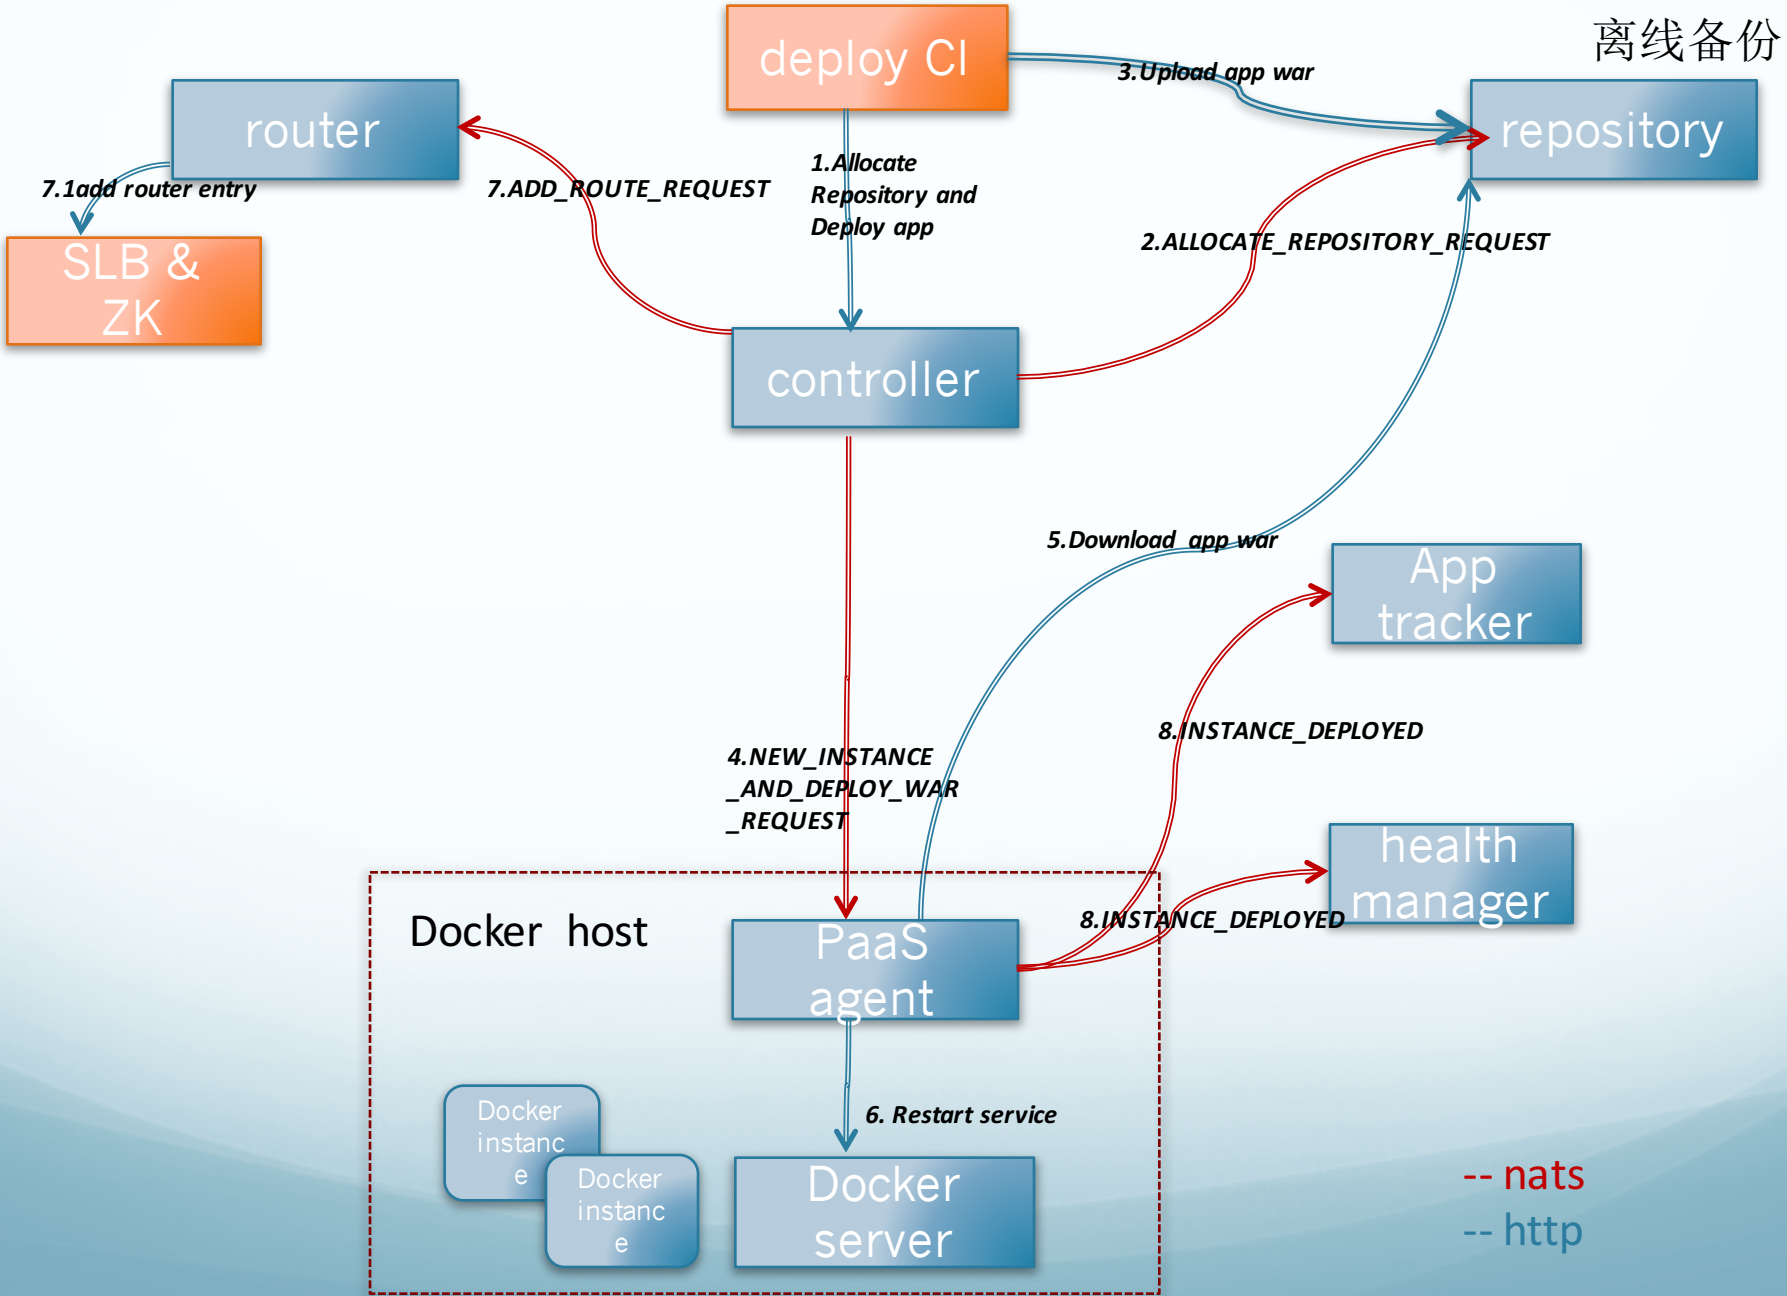 离线备份
deploy CI
3.Upload app war
router
repository
1.Allocate
Repository and
Deploy app
7.1add router entry
7.ADD_ROUTE_REQUEST
2.ALLOCATE_REPOSITORY_REQUEST
SLB &
ZK
controller
5.Download app war
App
tracker
8.INSTANCE_DEPLOYED
4.NEW_INSTANCE
_AND_DEPLOY_WAR
_REQUEST
health
manager
8.INSTANCE_DEPLOYED
Docker host
PaaS
agent
6. Restart service
Docker
instanc
e
Docker
instanc
e
Docker
server
-- nats
-- http